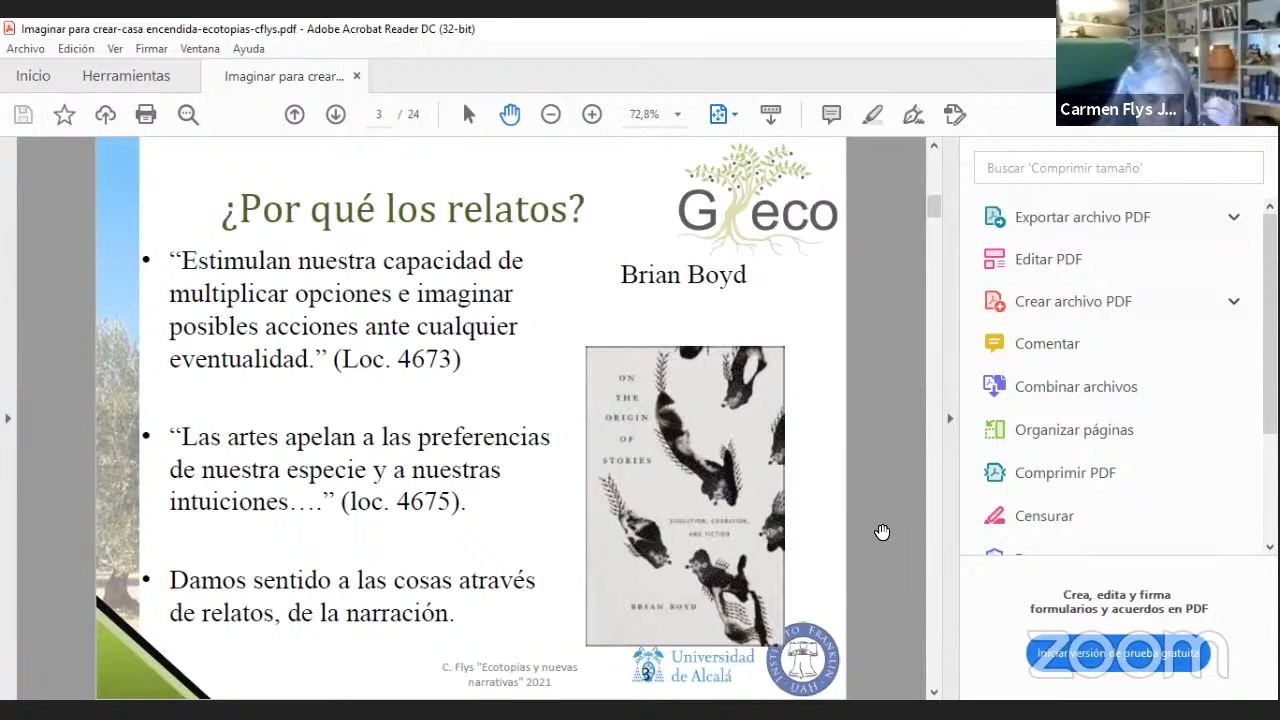 Imaginar para crear-casa encendida-ecotopias-cflys.pdf - Adobe Acrobat Reader DC (32-bit)
Archivo Edición Ver Firmar Ventana Ayuda
Inicio Herramientas Imaginar para crear... ×
3 / 24 72,8%
Carmen Flys J...
¿Por qué los relatos?
G eco
• “Estimulan nuestra capacidad de
multiplicar opciones e imaginar
posibles acciones ante cualquier
eventualidad.” (Loc. 4673)
• “Las artes apelan a las preferencias
de nuestra especie y a nuestras
intuiciones….” (loc. 4675).
• Damos sentido a las cosas através
de relatos, de la narración.
Brian Boyd
ON
THE
ORIGIN
OF
STORIES
EVOLUTION, COGNITION,
AND FICTION
BRIAN BOYD
C. Flys "Ecotopías y nuevas
narrativas" 2021
3
Universidad
de Alcalá
INSTITUTO FRANKLIN
UAH
Buscar 'Comprimir tamaño'
Exportar archivo PDF
Editar PDF
Crear archivo PDF
Comentar
Combinar archivos
Organizar páginas
Comprimir PDF
Censurar
Crea, edita y firma
formularios y acuerdos en PDF
Iniciar versión de prueba gratuita
zoom